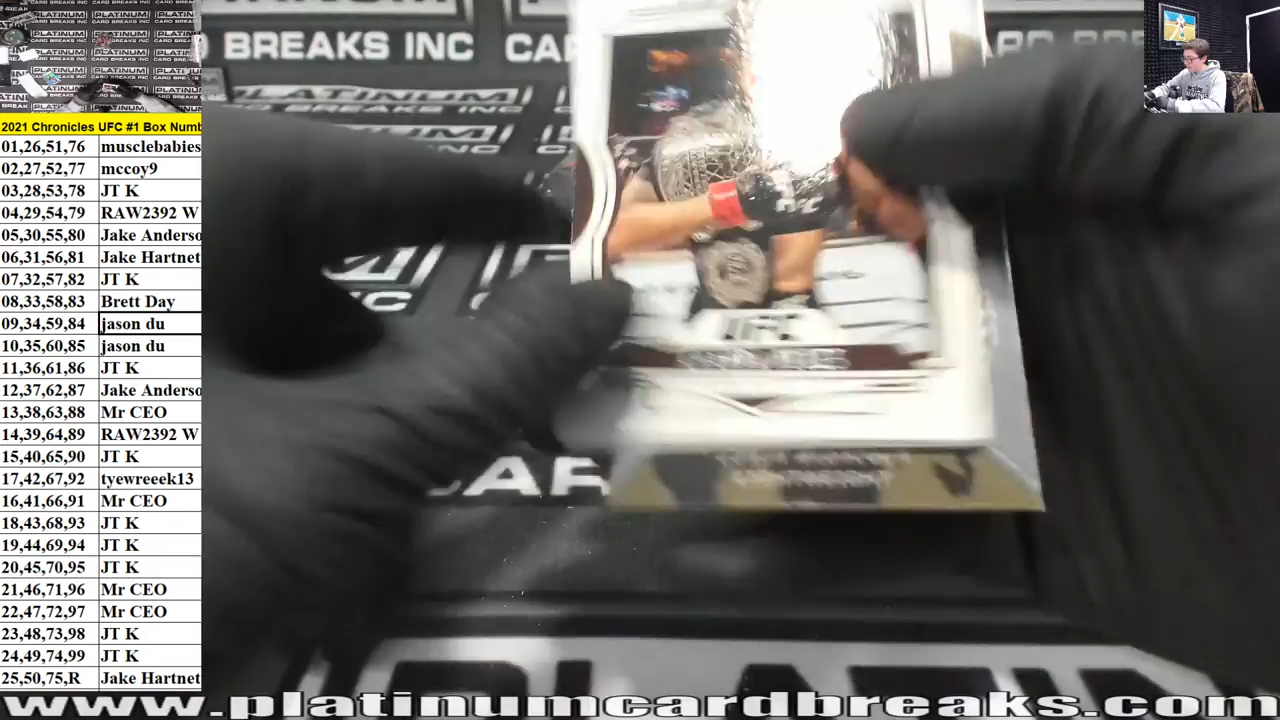 2021 Chronicles UFC #1 Box Numb
01,26,51,76 musclebabies
02,27,52,77 mccoy9
03,28,53,78 JT K
04,29,54,79 RAW2392 W
05,30,55,80 Jake Anderso
06,31,56,81 Jake Hartnet
07,32,57,82 JT K
08,33,58,83 Brett Day
09,34,59,84 jason du
10,35,60,85 jason du
11,36,61,86 JT K
12,37,62,87 Jake Anderso
13,38,63,88 Mr CEO
14,39,64,89 RAW2392 W
15,40,65,90 JT K
17,42,67,92 tyewreeek13
16,41,66,91 Mr CEO
18,43,68,93 JT K
19,44,69,94 JT K
20,45,70,95 JT K
21,46,71,96 Mr CEO
22,47,72,97 Mr CEO
23,48,73,98 JT K
24,49,74,99 JT K
25,50,75,R Jake Hartnet
BREAKS INC
PLATINUM
UFC
www.platinumcardbreaks.com